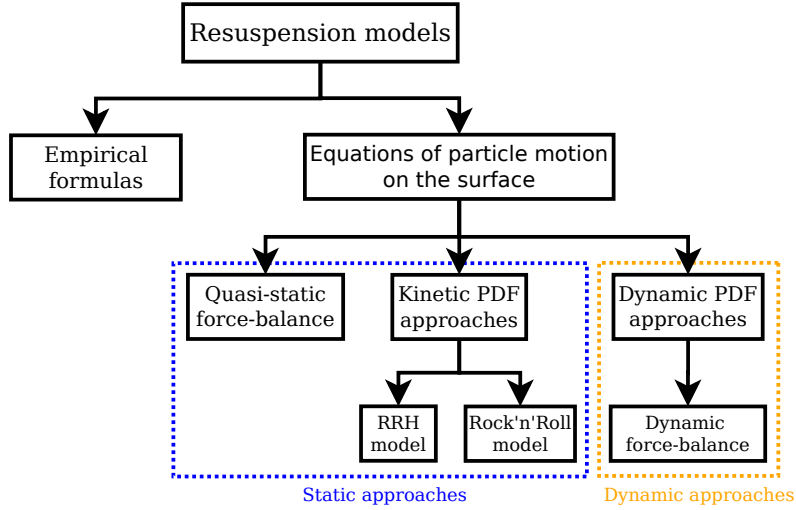 Resuspension models
Empirical
formulas
Equations of particle motion
on the surface
Quasi-static
force-balance
Kinetic PDF
approaches
Dynamic PDF
approaches
RRH
model
Rock'n'Roll
model
Dynamic
force-balance
Static approaches
Dynamic approaches